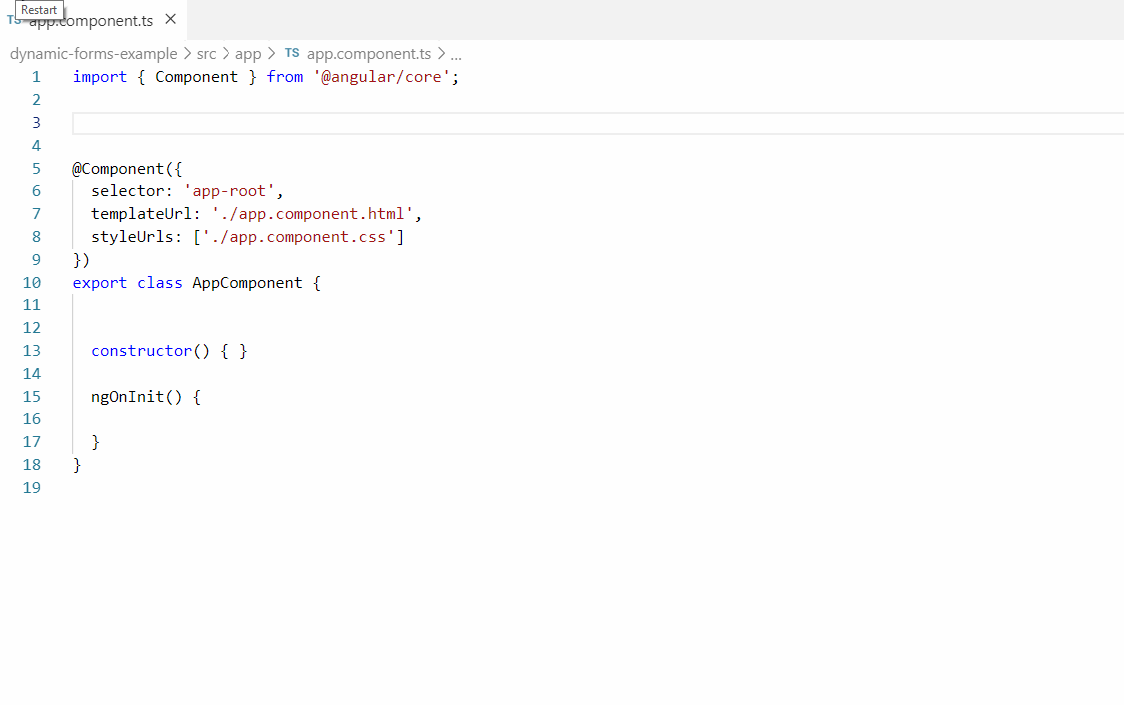 Restart
TS app.component.ts ×
dynamic-forms-example > src > app > TS app.component.ts > ...
1 import { Component } from '@angular/core';
2
3
4
5 @Component({
6 selector: 'app-root',
7 templateUrl: './app.component.html',
8 styleUrls: ['./app.component.css']
9 })
10 export class AppComponent {
11
12
13 constructor() { }
14
15 ngOnInit() {
16
17 }
18 }
19